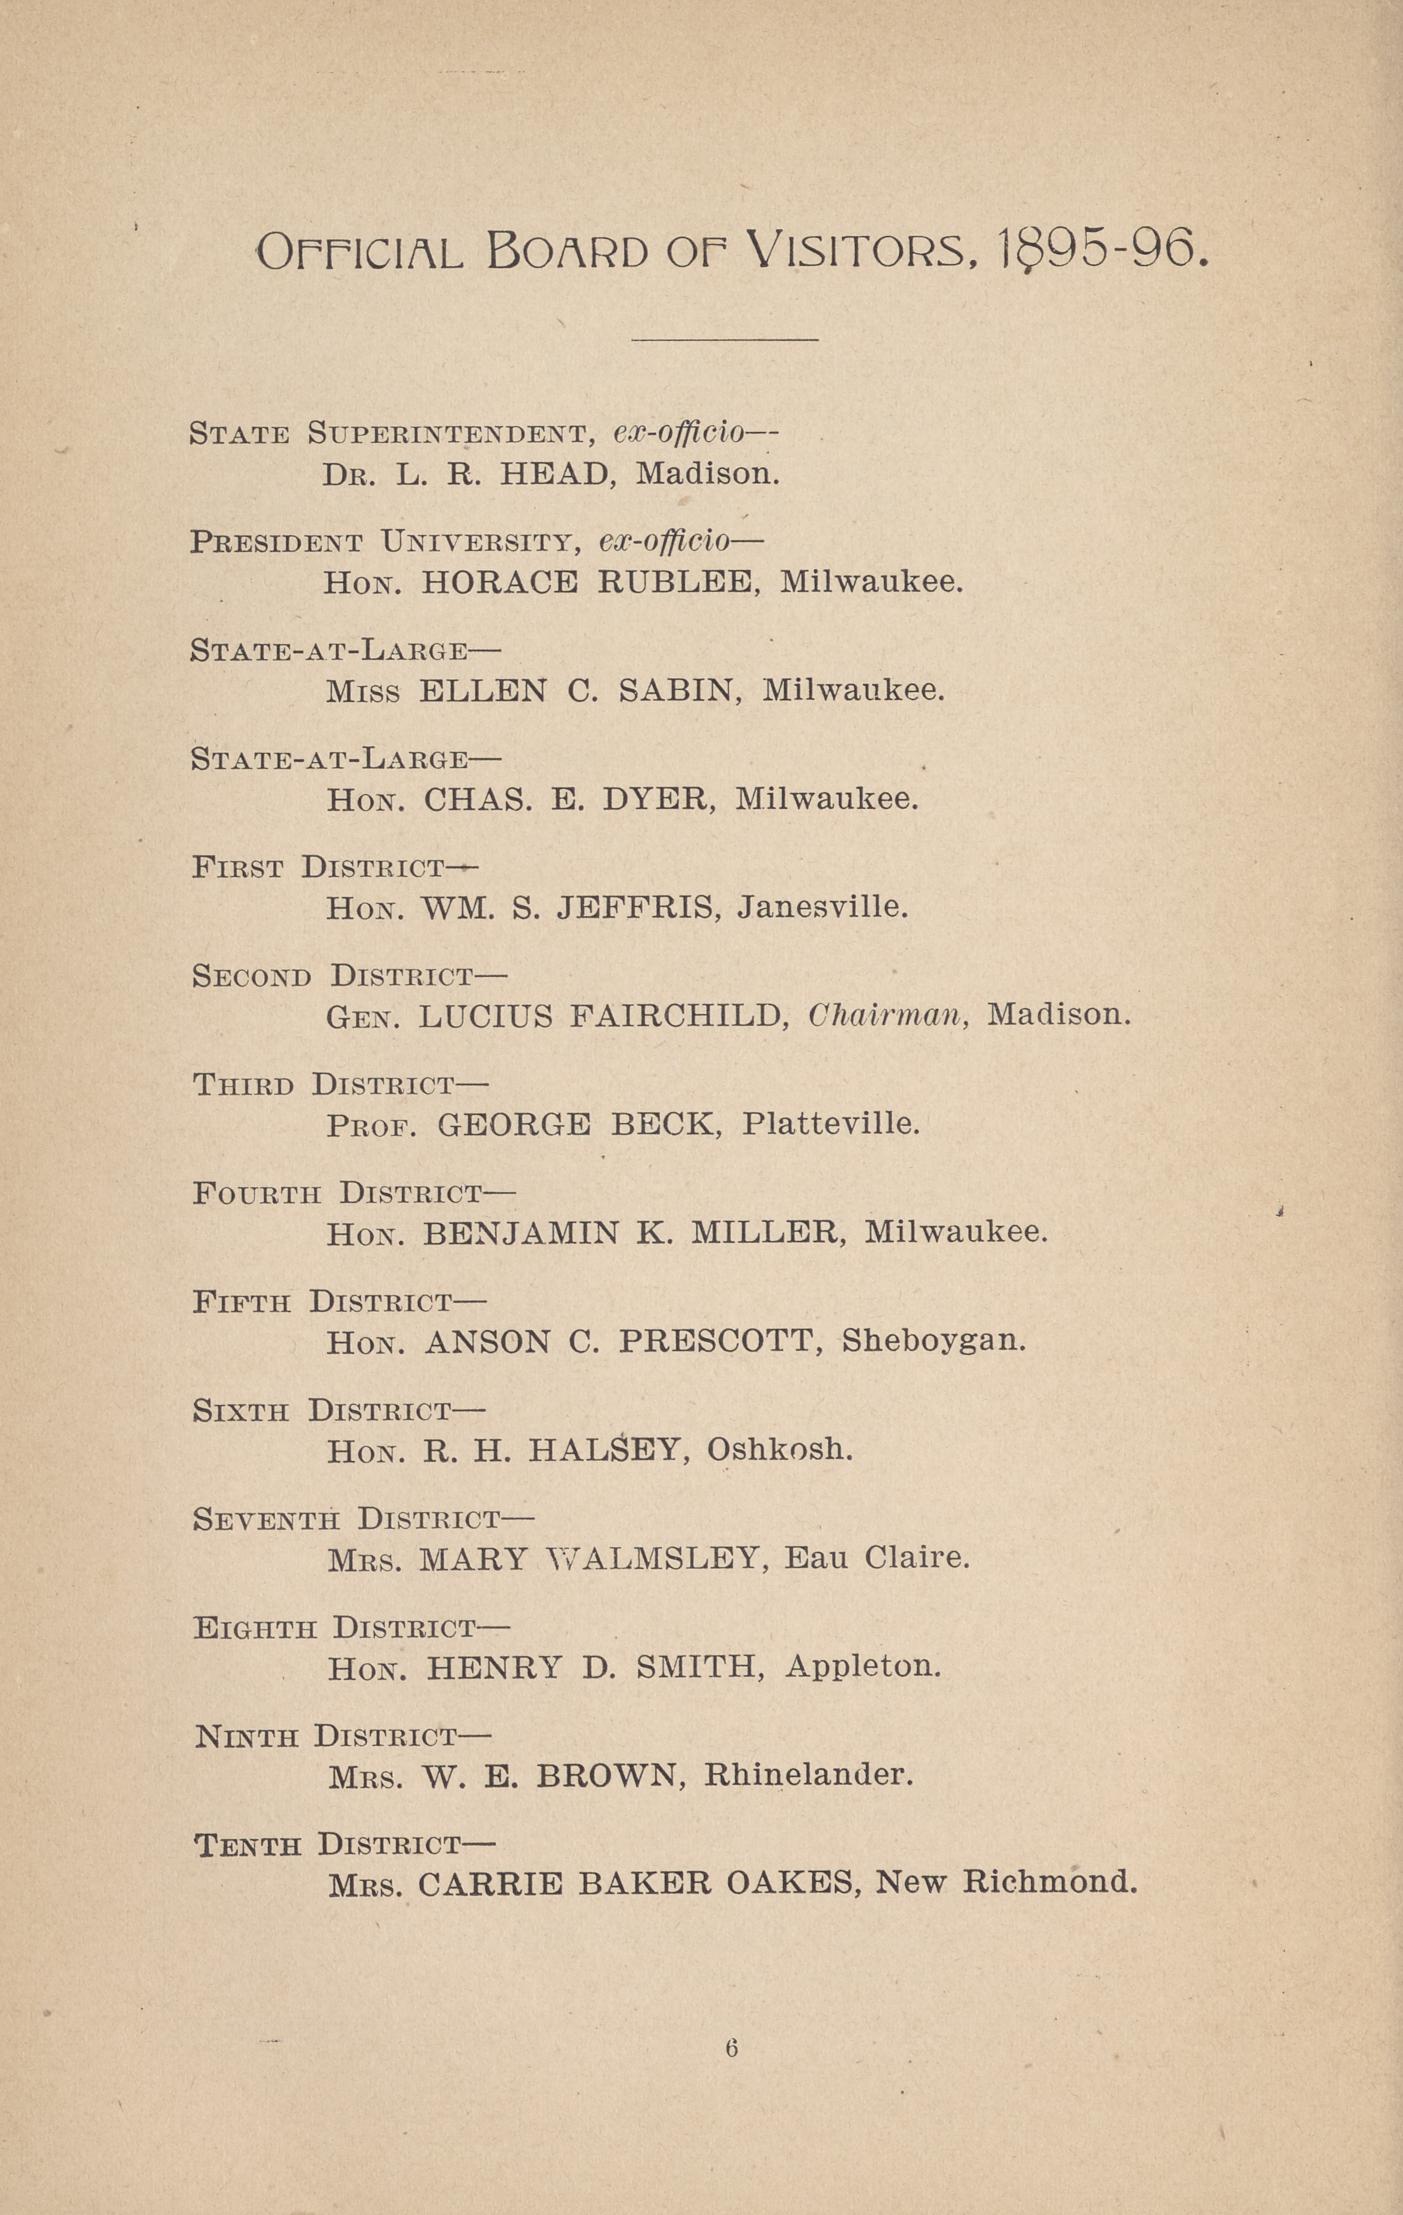 OFFICIAL BOARD OF VISITORS, 1895-96.
STATE SUPERINTENDENT, ex-officio—
DR. L. R. HEAD, Madison.
PRESIDENT UNIVERSITY, ex-officio—
HON. HORACE RUBLEE, Milwaukee.
STATE-AT-LARGE—
MISS ELLEN C. SABIN, Milwaukee.
STATE-AT-LARGE—
HON. CHAS. E. DYER, Milwaukee.
FIRST DISTRICT—
HON. WM. S. JEFFRIS, Janesville.
SECOND DISTRICT—
GEN. LUCIUS FAIRCHILD, Chairman, Madison.
THIRD DISTRICT—
PROF. GEORGE BECK, Platteville.
FOURTH DISTRICT—
HON. BENJAMIN K. MILLER, Milwaukee.
FIFTH DISTRICT—
HON. ANSON C. PRESCOTT, Sheboygan.
SIXTH DISTRICT—
HON. R. H. HALSEY, Oshkosh.
SEVENTH DISTRICT—
MRS. MARY WALMSLEY, Eau Claire.
EIGHTH DISTRICT—
HON. HENRY D. SMITH, Appleton.
NINTH DISTRICT—
MRS. W. E. BROWN, Rhinelander.
TENTH DISTRICT—
MRS. CARRIE BAKER OAKES, New Richmond.
6